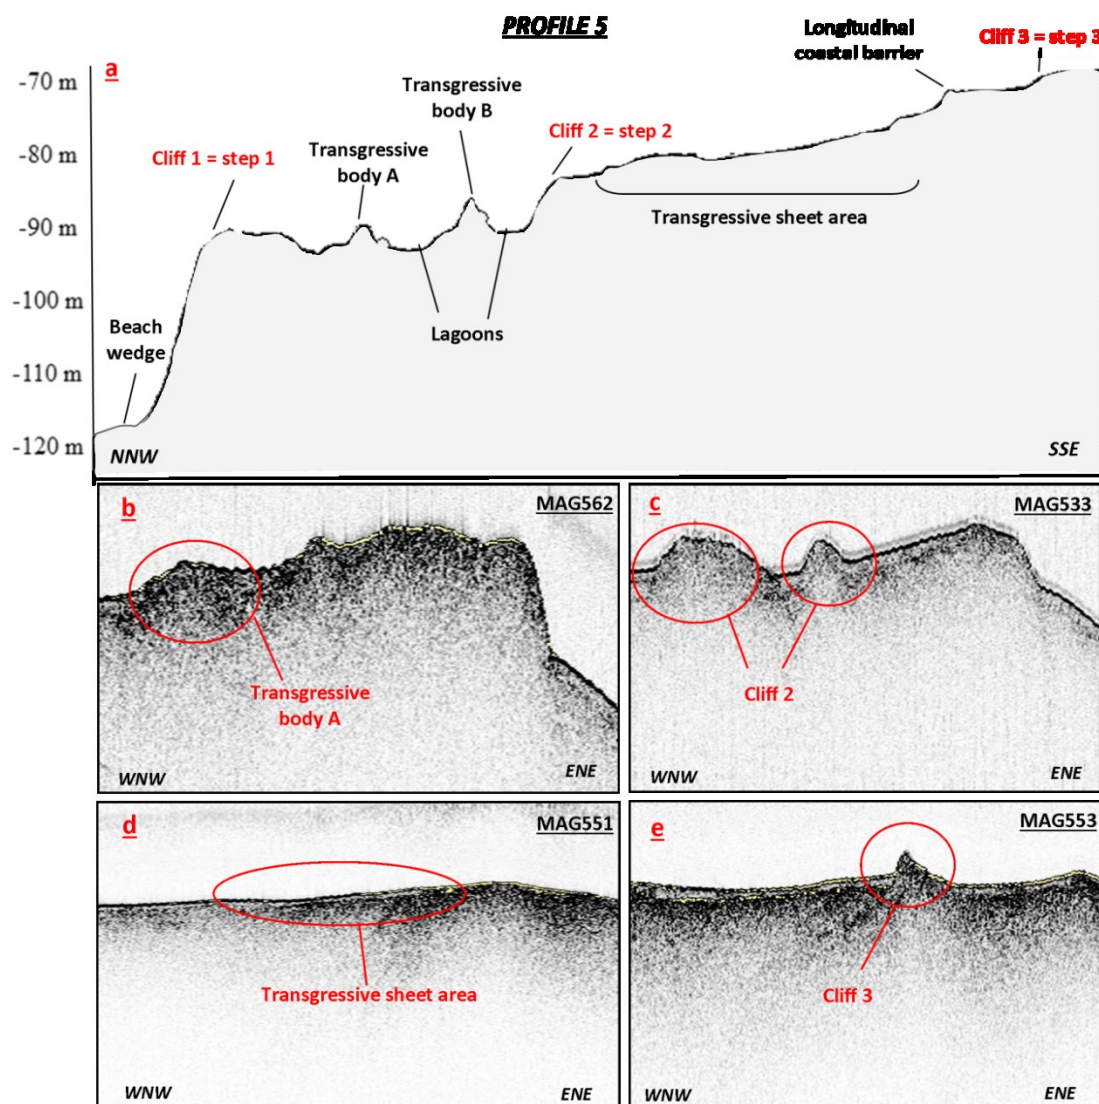 PROFILE 5
a
Longitudinal
coastal barrier
Cliff 3 = step 3
-70 m
Transgressive
body B
Cliff 2 = step 2
-80 m
Cliff 1 = step 1
Transgressive
body A
Transgressive sheet area
-90 m
-100 m
Beach
wedge
Lagoons
-110 m
-120 m
NNW
SSE
b
MAG562
Transgressive
body A
WNW
ENE
c
MAG533
Cliff 2
WNW
ENE
d
MAG551
Transgressive sheet area
WNW
ENE
e
MAG553
Cliff 3
WNW
ENE